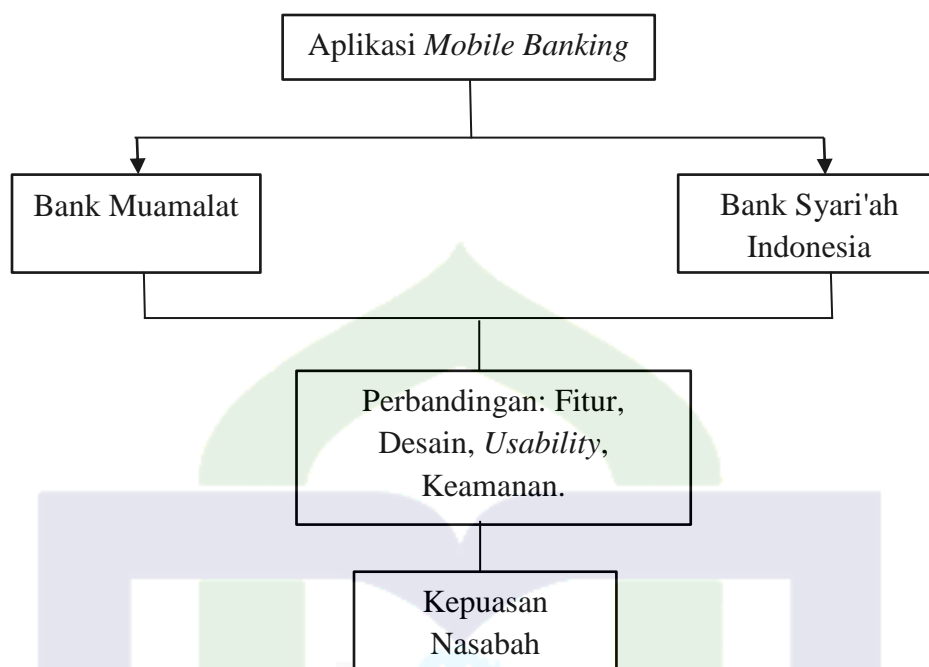 Aplikasi Mobile Banking
Bank Muamalat
Bank Syari'ah
Indonesia
Perbandingan: Fitur,
Desain, Usability,
Keamanan.
Kepuasan
Nasabah